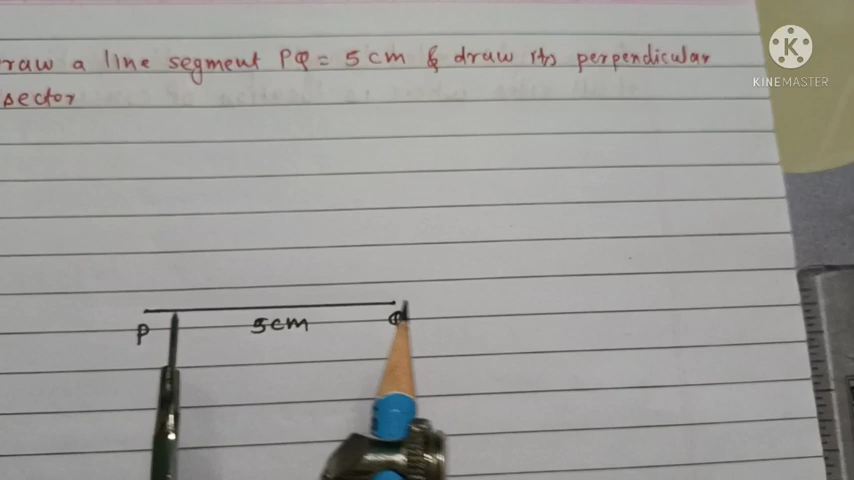 raw a line segment PQ = 5 cm & draw its perpendicular
sector
P 5cm Q
K
KINEMASTER